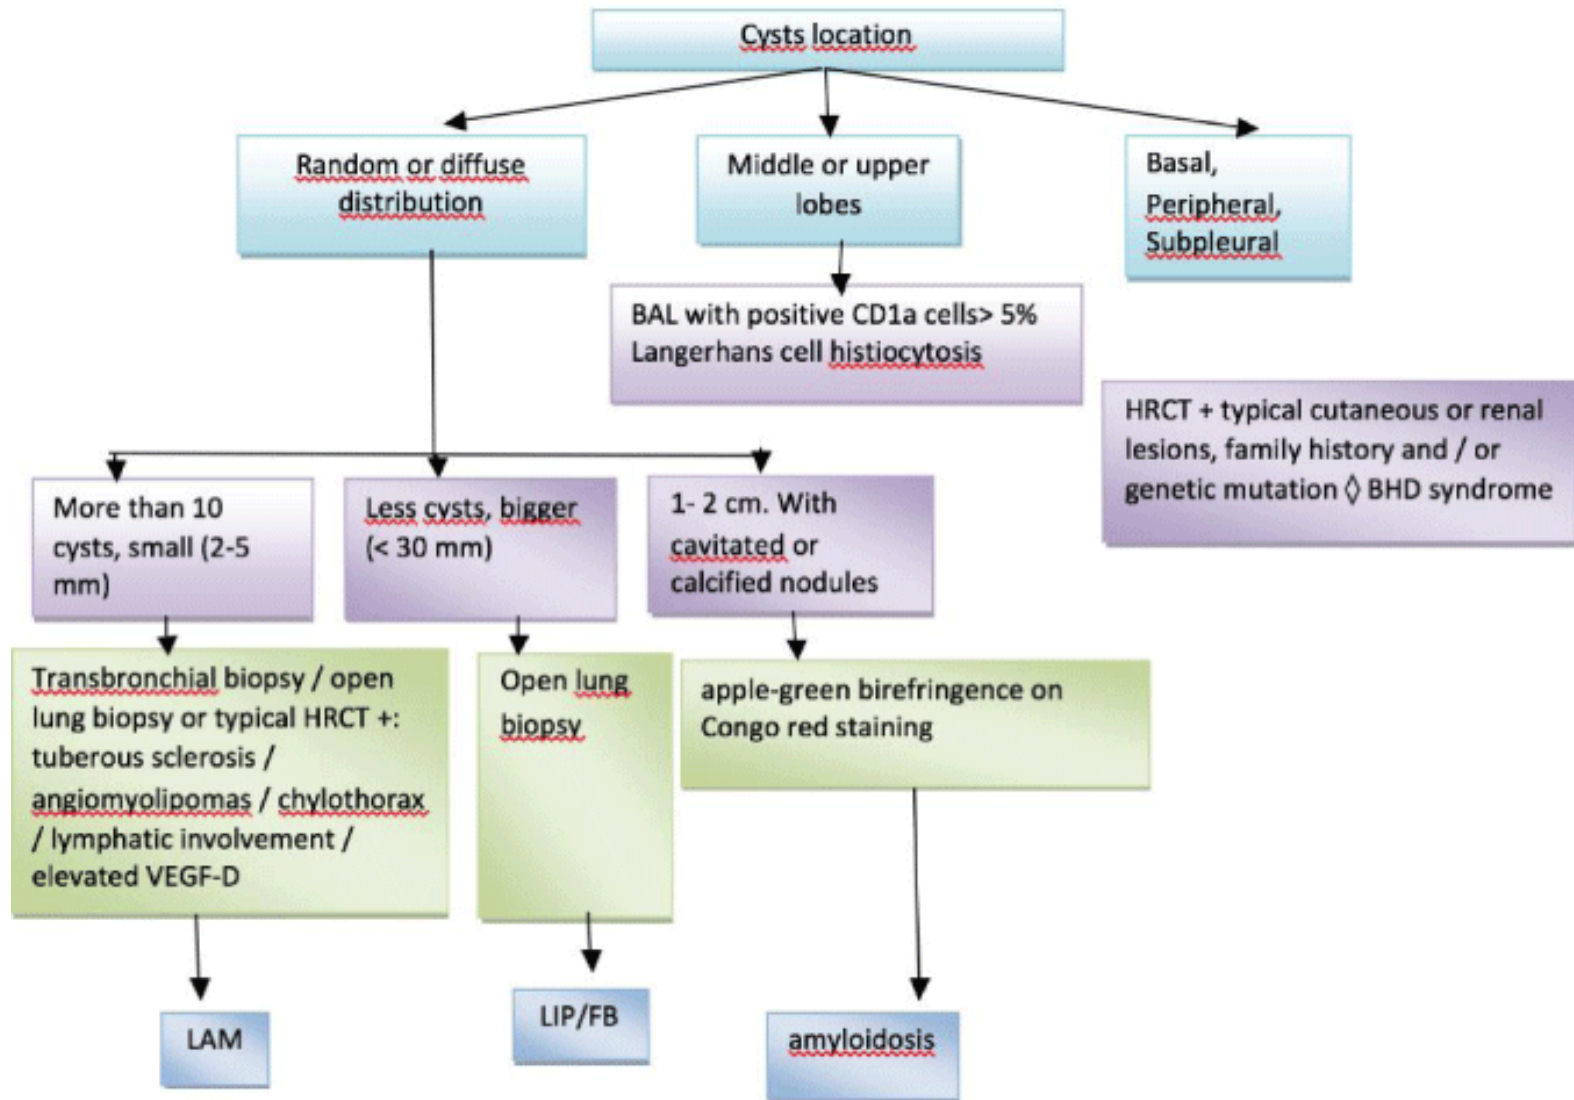 Cysts location
Random or diffuse
distribution
Middle or upper
lobes
Basal,
Peripheral,
Subpleural
BAL with positive CD1a cells> 5%
Langerhans cell histiocytosis
HRCT + typical cutaneous or renal
lesions, family history and / or
genetic mutation ◊ BHD syndrome
More than 10
cysts, small (2-5
mm)
Less cysts, bigger
(< 30 mm)
1- 2 cm. With
cavitated or
calcified nodules
Transbronchial biopsy / open
lung biopsy or typical HRCT +:
tuberous sclerosis /
angiomyolipomas / chylothorax
/ lymphatic involvement /
elevated VEGF-D
Open lung
biopsy
apple-green birefringence on
Congo red staining
LAM
LIP/FB
amyloidosis